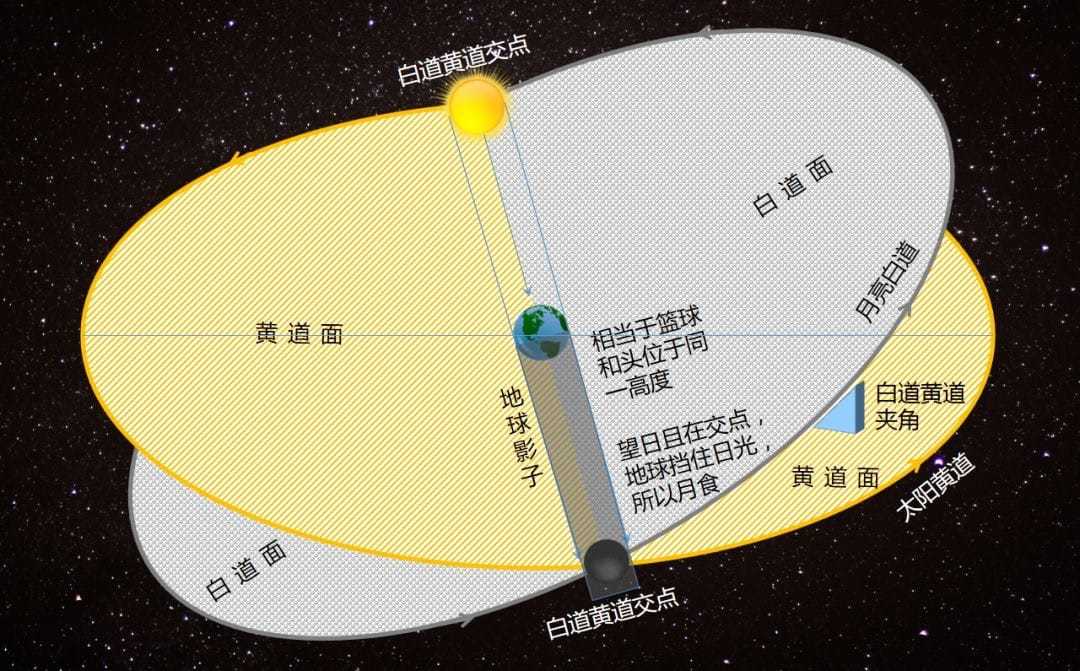 白道黄道交点
白道面
月亮白道
黄道面
相当于篮球
和头位于同
一高度
白道黄道
夹角
地球影子
望日且在交点，
地球挡住日光，
所以月食
黄道面
太阳黄道
白道面
白道黄道交点